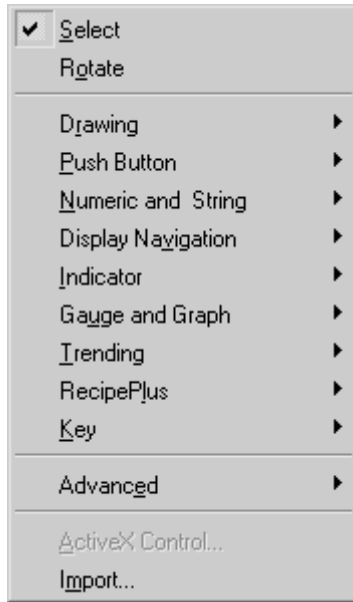 Select
Rotate
Drawing
Push Button
Numeric and  String
Display Navigation
Indicator
Gauge and Graph
Trending
RecipePlus
Key
Advanced
ActiveX Control...
Import...